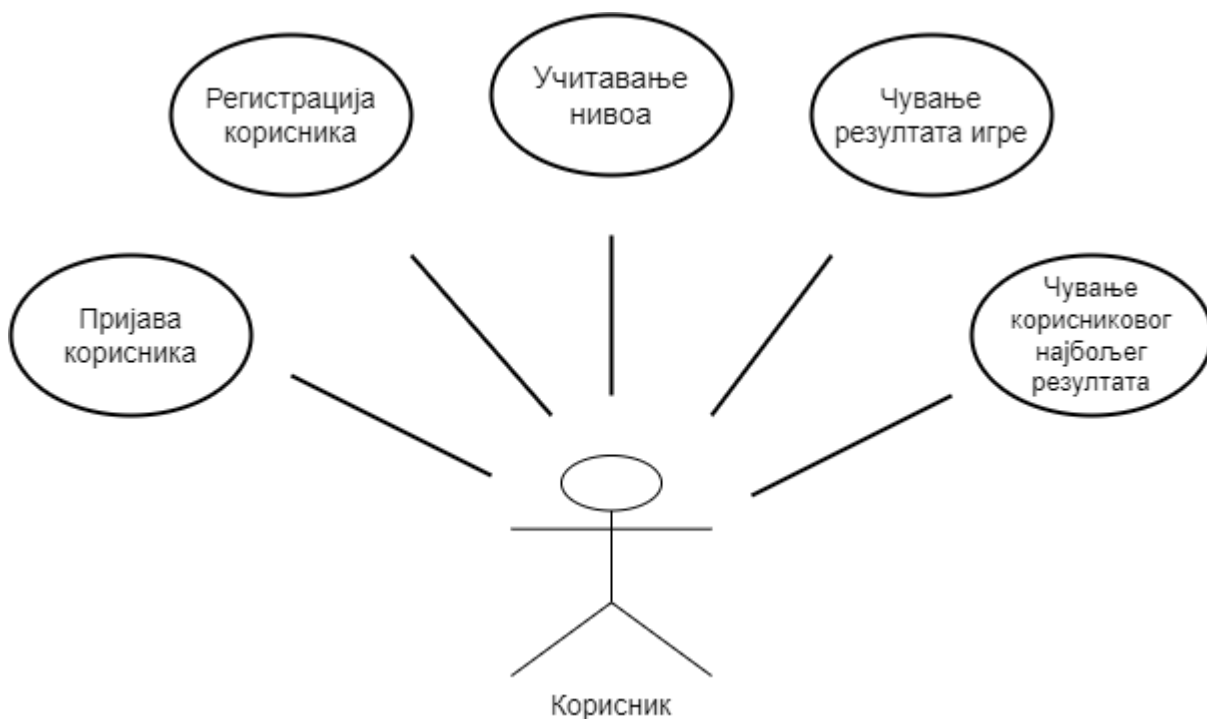 Учитавање
нивоа
Регистрација
корисника
Чување
резултата игре
Пријава
корисника
Чување
корисниковог
најбољег
резултата
Корисник